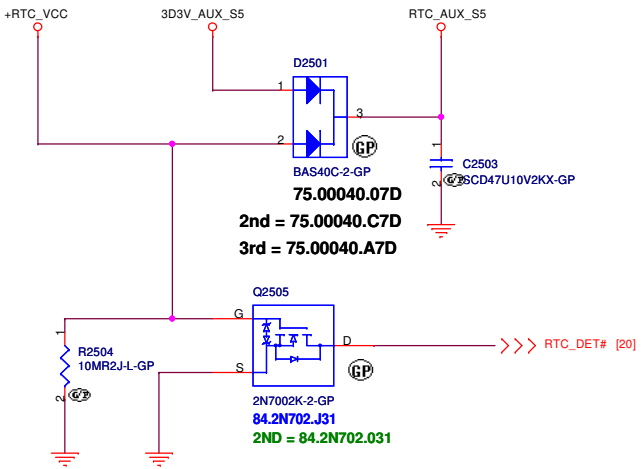 +RTC_VCC
3D3V_AUX_S5
RTC_AUX_S5
D2501
1
3
2
GP
BAS40C-2-GP
75.00040.07D
2nd = 75.00040.C7D
3rd = 75.00040.A7D
1
C2503
2
G/P
SCD47U10V2KX-GP
Q2505
G
D
S
GP
RTC_DET# [20]
1
R2504
10MR2J-L-GP
2
G/P
2N7002K-2-GP
84.2N702.J31
2ND = 84.2N702.031